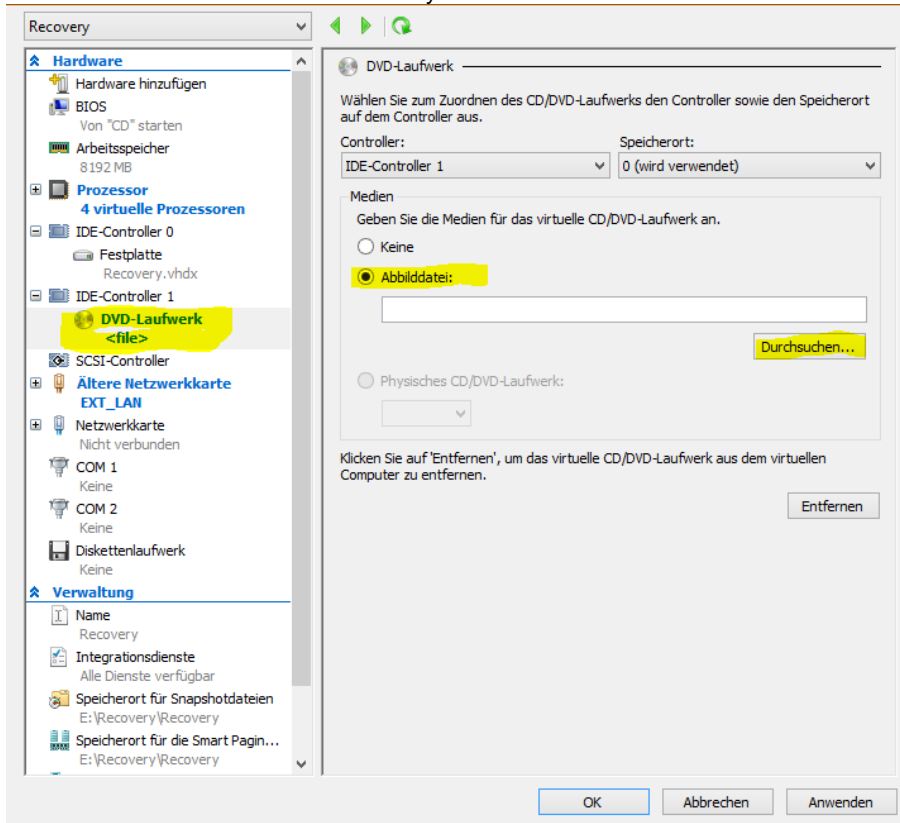 Recovery
Hardware
Hardware hinzufügen
BIOS
Von "CD" starten
Arbeitsspeicher
8192 MB
Prozessor
4 virtuelle Prozessoren
IDE-Controller 0
Festplatte
Recovery.vhdx
IDE-Controller 1
DVD-Laufwerk
<file>
SCSI-Controller
Ältere Netzwerkkarte
EXT_LAN
Netzwerkkarte
Nicht verbunden
COM 1
Keine
COM 2
Keine
Diskettenlaufwerk
Keine
Verwaltung
Name
Recovery
Integrationsdienste
Alle Dienste verfügbar
Speicherort für Snapshotdateien
E:\Recovery\Recovery
Speicherort für die Smart Pagin...
E:\Recovery\Recovery
DVD-Laufwerk
Wählen Sie zum Zuordnen des CD/DVD-Laufwerks den Controller sowie den Speicherort
auf dem Controller aus.
Controller:
Speicherort:
IDE-Controller 1
0 (wird verwendet)
Medien
Geben Sie die Medien für das virtuelle CD/DVD-Laufwerk an.
Keine
Abbilddatei:
Durchsuchen...
Physisches CD/DVD-Laufwerk:
Klicken Sie auf 'Entfernen', um das virtuelle CD/DVD-Laufwerk aus dem virtuellen
Computer zu entfernen.
Entfernen
OK
Abbrechen
Anwenden